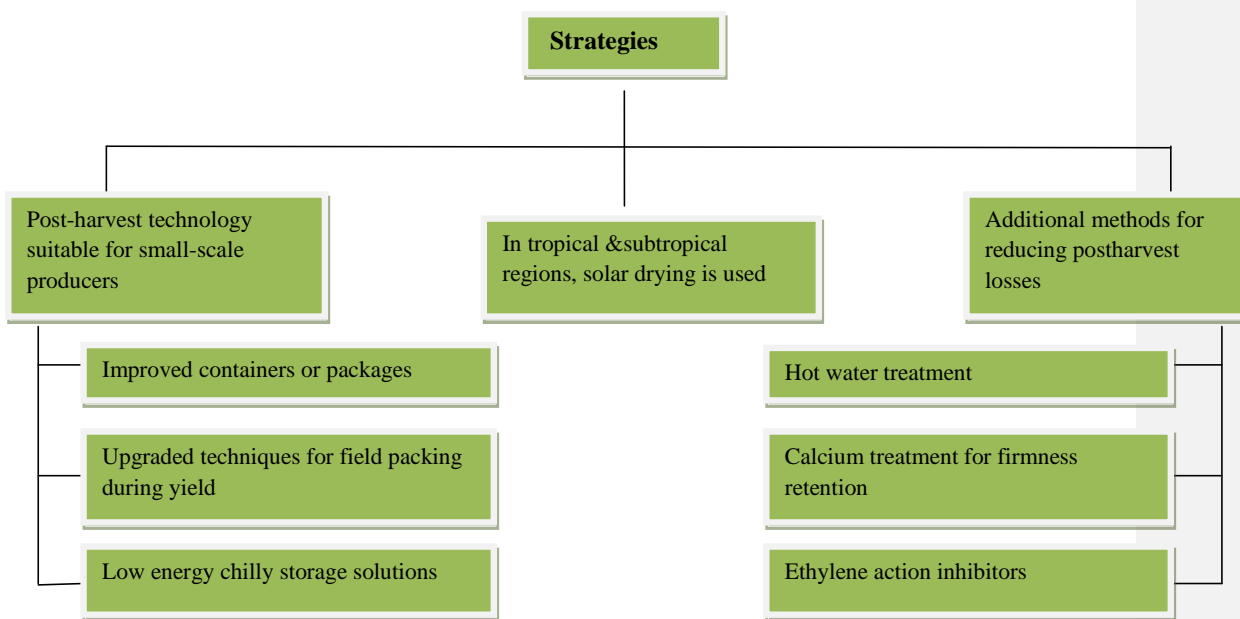 Strategies
Post-harvest technology
suitable for small-scale
producers
In tropical &subtropical
regions, solar drying is used
Additional methods for
reducing postharvest
losses
Improved containers or packages
Upgraded techniques for field packing
during yield
Low energy chilly storage solutions
Hot water treatment
Calcium treatment for firmness
retention
Ethylene action inhibitors